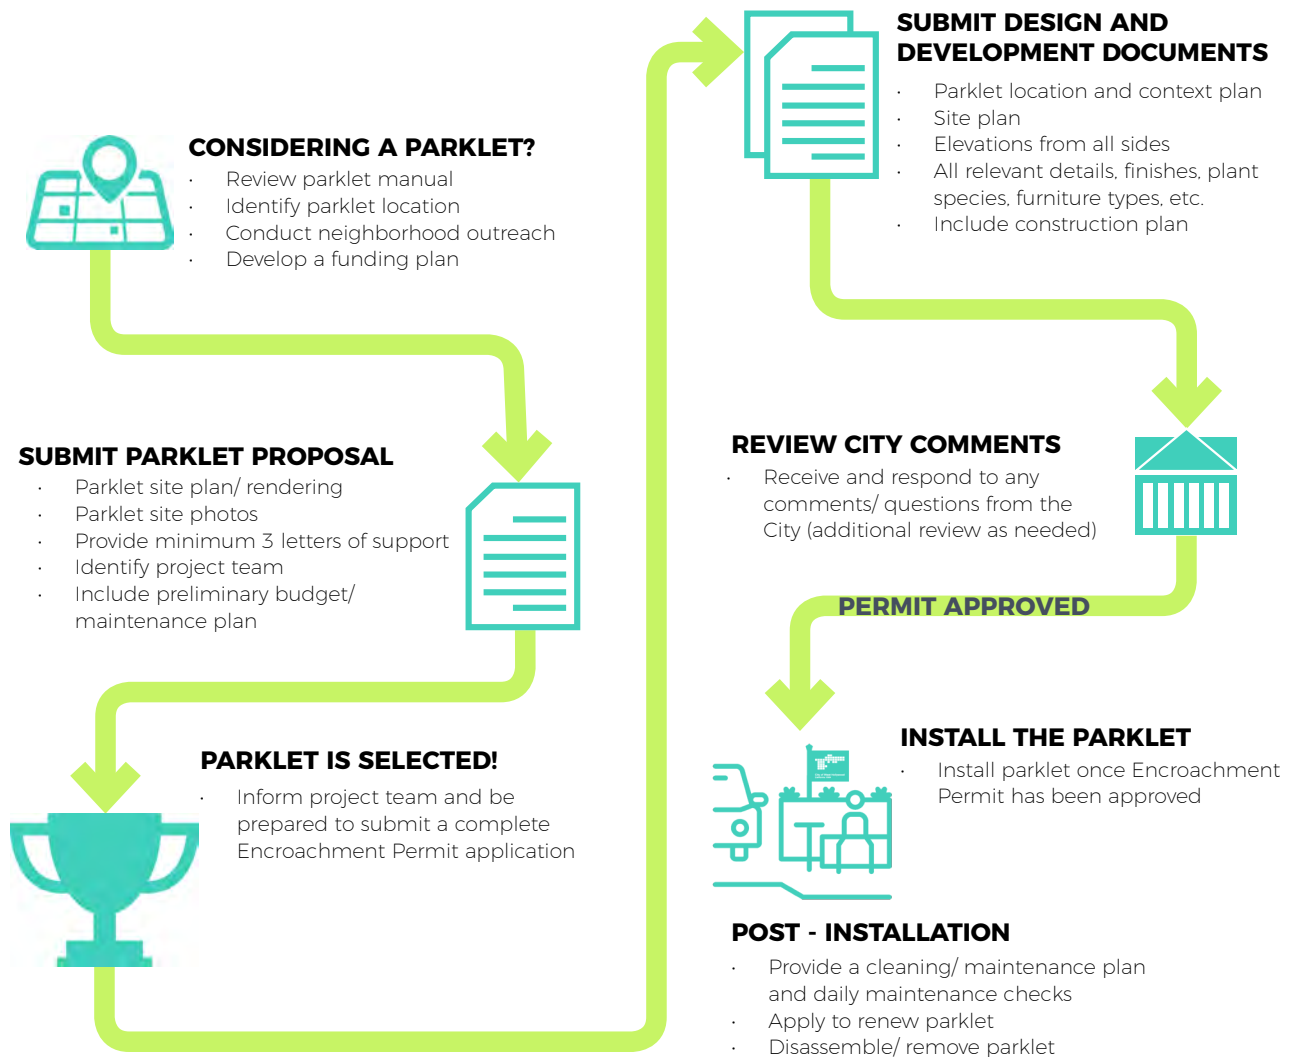 CONSIDERING A PARKLET?
· Review parklet manual
· Identify parklet location
· Conduct neighborhood outreach
· Develop a funding plan
SUBMIT PARKLET PROPOSAL
· Parklet site plan/ rendering
· Parklet site photos
· Provide minimum 3 letters of support
· Identify project team
· Include preliminary budget/
maintenance plan
PARKLET IS SELECTED!
· Inform project team and be
prepared to submit a complete
Encroachment Permit application
SUBMIT DESIGN AND
DEVELOPMENT DOCUMENTS
· Parklet location and context plan
· Site plan
· Elevations from all sides
· All relevant details, finishes, plant
species, furniture types, etc.
· Include construction plan
REVIEW CITY COMMENTS
· Receive and respond to any
comments/ questions from the
City (additional review as needed)
PERMIT APPROVED
INSTALL THE PARKLET
· Install parklet once Encroachment
Permit has been approved
POST - INSTALLATION
· Provide a cleaning/ maintenance plan
and daily maintenance checks
· Apply to renew parklet
· Disassemble/ remove parklet